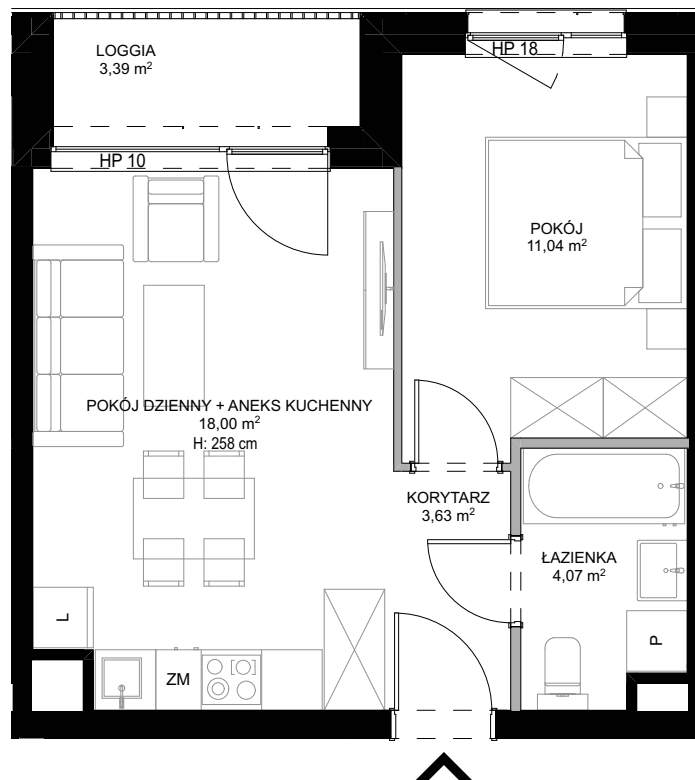 LOGGIA
3,39 m²
HP 18
HP 10
POKÓJ
11,04 m²
POKÓJ DZIENNY + ANEKS KUCHENNY
18,00 m²
H: 258 cm
KORYTARZ
3,63 m²
ŁAZIENKA
4,07 m²
L
P
ZM